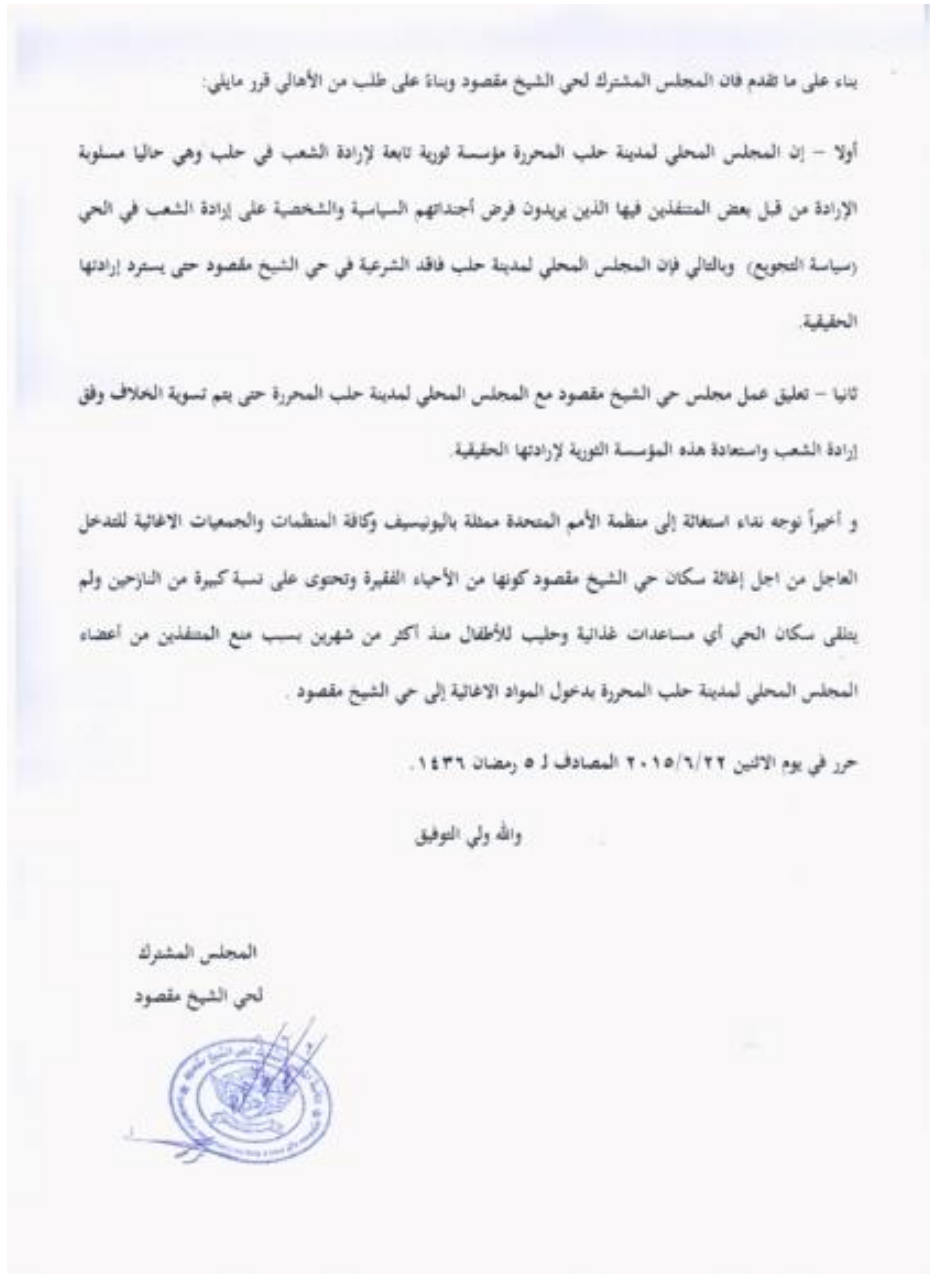 بناء على ما تقدم فان المجلس المشترك لحي الشيخ مقصود وبناءً على طلب من الأهالي قرر مايلي:
أولا – إن المجلس المحلي لمدينة حلب المحررة مؤسسة ثورية تابعة لإرادة الشعب في حلب وهي حاليا مسلوبة
الإرادة من قبل بعض المتنفذين فيها الذين يريدون فرض أجنداتهم السياسية والشخصية على إرادة الشعب في الحي
(سياسة التجويع) وبالتالي فإن المجلس المحلي لمدينة حلب فاقد الشرعية في حي الشيخ مقصود حتى يسترد إرادتها
الحقيقية.
ثانيا – تعليق عمل مجلس حي الشيخ مقصود مع المجلس المحلي لمدينة حلب المحررة حتى يتم تسوية الخلاف وفق
إرادة الشعب واستعادة هذه المؤسسة الثورية لإرادتها الحقيقية.
و أخيراً نوجه نداء استغاثة إلى منظمة الأمم المتحدة ممثلة باليونيسيف وكافة المنظمات والجمعيات الاغاثية للتدخل
العاجل من اجل إغاثة سكان حي الشيخ مقصود كونها من الأحياء الفقيرة وتحتوى على نسبة كبيرة من النازحين ولم
يتلقى سكان الحي أي مساعدات غذائية وحليب للأطفال منذ أكثر من شهرين بسبب منع المتنفذين من أعضاء
المجلس المحلي لمدينة حلب المحررة بدخول المواد الاغاثية إلى حي الشيخ مقصود .
حرر في يوم الاثنين ٢٠١٥/٦/٢٢ المصادف لـ ٥ رمضان ١٤٣٦.
والله ولي التوفيق
المجلس المشترك
لحي الشيخ مقصود
لحي الشيخ مقصود